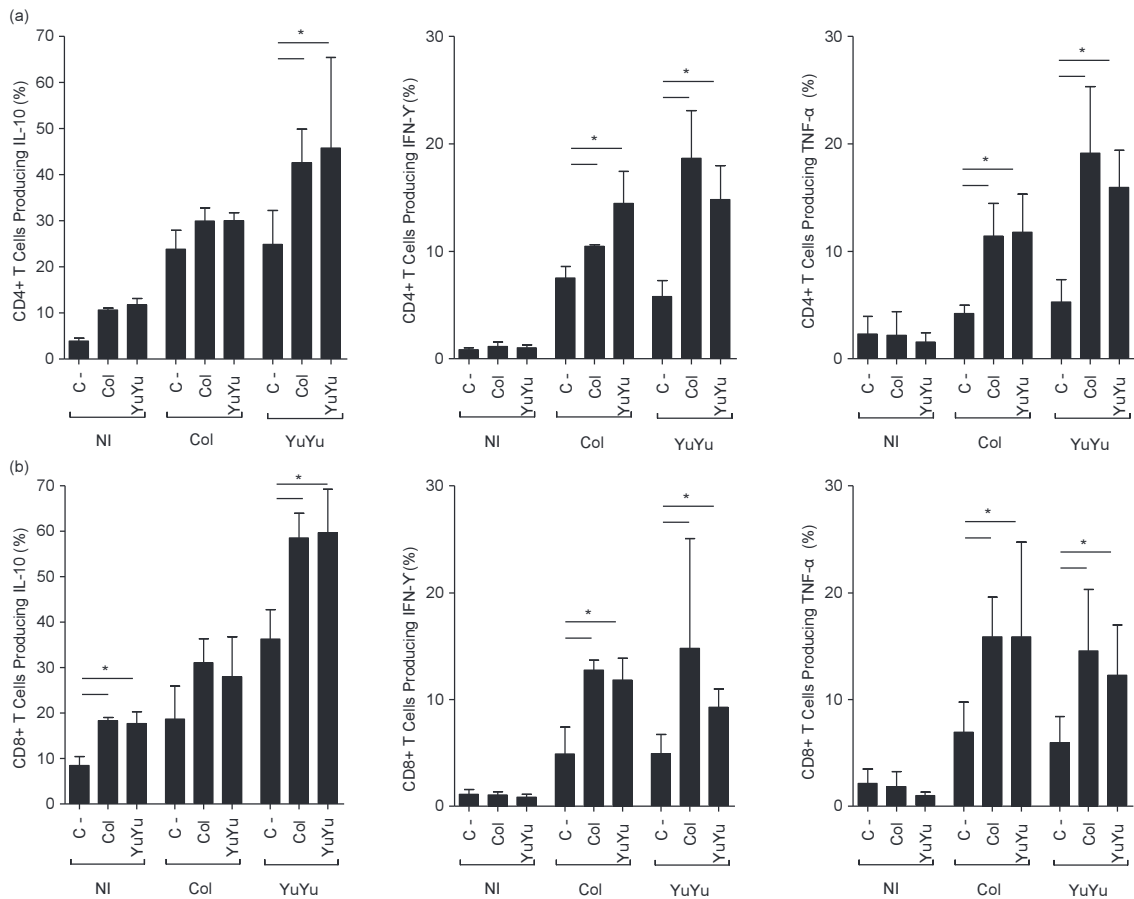 (a)
CD4+ T Cells Producing IL-10 (%)
70
60
50
40
30
20
10
0
*
C -
Col
YuYu
C -
Col
YuYu
C -
Col
YuYu
NI
Col
YuYu
CD4+ T Cells Producing IFN-ϒ (%)
30
20
10
0
*
*
C -
Col
YuYu
C -
Col
YuYu
C -
Col
YuYu
NI
Col
YuYu
CD4+ T Cells Producing TNF-α (%)
30
20
10
0
*
*
C -
Col
YuYu
C -
Col
YuYu
C -
Col
YuYu
NI
Col
YuYu
(b)
CD8+ T Cells Producing IL-10 (%)
70
60
50
40
30
20
10
0
*
*
C -
Col
YuYu
C -
Col
YuYu
C -
Col
YuYu
NI
Col
YuYu
CD8+ T Cells Producing IFN-ϒ (%)
30
20
10
0
*
*
C -
Col
YuYu
C -
Col
YuYu
C -
Col
YuYu
NI
Col
YuYu
CD8+ T Cells Producing TNF-α (%)
30
20
10
0
*
*
C -
Col
YuYu
C -
Col
YuYu
C -
Col
YuYu
NI
Col
YuYu